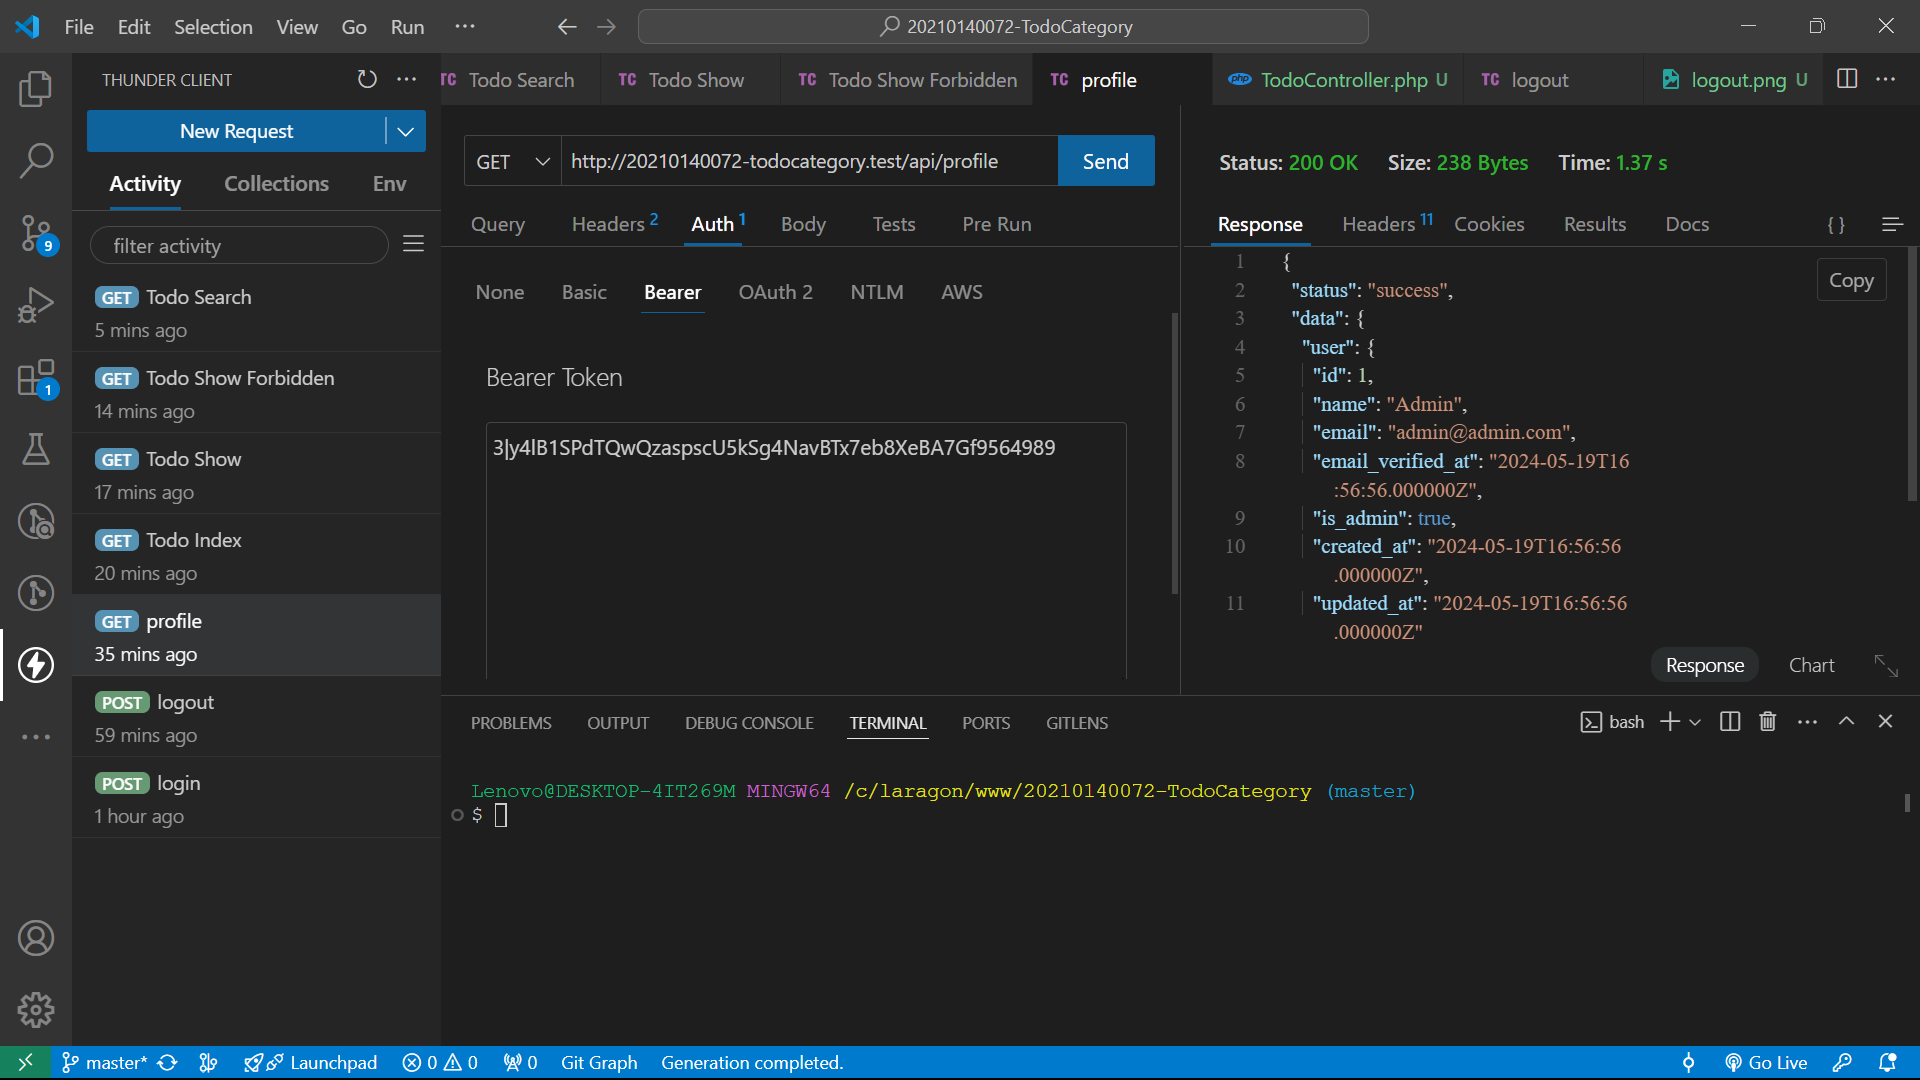 File Edit Selection View Go Run ···
20210140072-TodoCategory
THUNDER CLIENT
New Request
Activity Collections Env
filter activity
GET Todo Search
5 mins ago
GET Todo Show Forbidden
14 mins ago
GET Todo Show
17 mins ago
GET Todo Index
20 mins ago
GET profile
35 mins ago
POST logout
59 mins ago
POST login
1 hour ago
TC Todo Search TC Todo Show TC Todo Show Forbidden TC profile php TodoController.php U TC logout logout.png U
GET http://20210140072-todocategory.test/api/profile Send
Query Headers 2 Auth 1 Body Tests Pre Run
None Basic Bearer OAuth 2 NTLM AWS
Bearer Token
3|y4lB1SPdTQwQzaspscU5kSg4NavBTx7eb8XeBA7Gf9564989
Status: 200 OK Size: 238 Bytes Time: 1.37 s
Response Headers 11 Cookies Results Docs { }
Copy
1 {
2 "status": "success",
3 "data": {
4 "user": {
5 "id": 1,
6 "name": "Admin",
7 "email": "admin@admin.com",
8 "email_verified_at": "2024-05-19T16
:56:56.000000Z",
9 "is_admin": true,
10 "created_at": "2024-05-19T16:56:56
.000000Z",
11 "updated_at": "2024-05-19T16:56:56
.000000Z"
Response Chart
PROBLEMS OUTPUT DEBUG CONSOLE TERMINAL PORTS GITLENS
bash
Lenovo@DESKTOP-4IT269M MINGW64 /c/laragon/www/20210140072-TodoCategory (master)
$
9
1
master* Launchpad 0 0 0 Git Graph Generation completed. Go Live